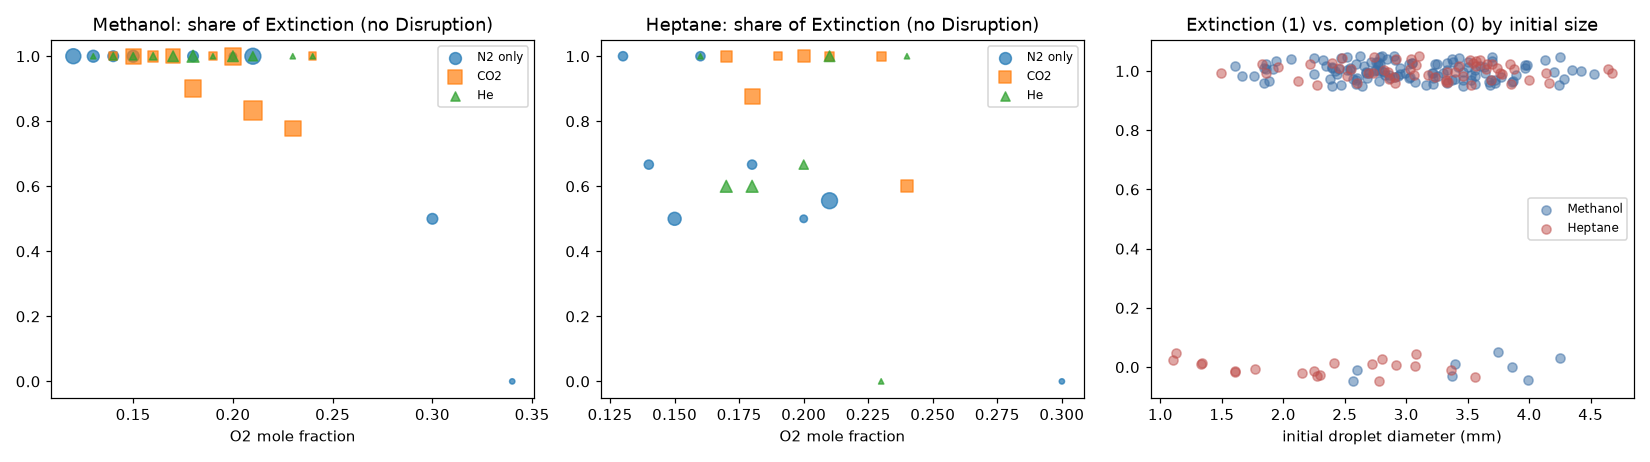 Methanol: share of Extinction (no Disruption)
1.0
0.8
0.6
0.4
0.2
0.0
0.15
0.20
0.25
0.30
0.35
O2 mole fraction
N2 only
CO2
He
Heptane: share of Extinction (no Disruption)
1.0
0.8
0.6
0.4
0.2
0.0
0.125
0.150
0.175
0.200
0.225
0.250
0.275
0.300
O2 mole fraction
N2 only
CO2
He
Extinction (1) vs. completion (0) by initial size
1.0
0.8
0.6
0.4
0.2
0.0
1.0
1.5
2.0
2.5
3.0
3.5
4.0
4.5
initial droplet diameter (mm)
Methanol
Heptane